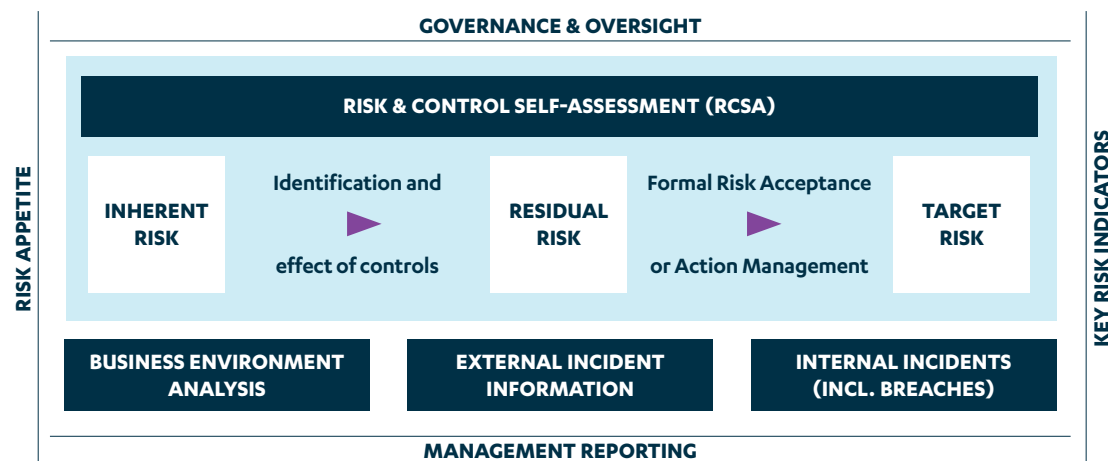 GOVERNANCE & OVERSIGHT
RISK APPETITE
RISK & CONTROL SELF-ASSESSMENT (RCSA)
INHERENT
RISK
Identification and
effect of controls
RESIDUAL
RISK
Formal Risk Acceptance
or Action Management
TARGET
RISK
KEY RISK INDICATORS
BUSINESS ENVIRONMENT
ANALYSIS
EXTERNAL INCIDENT
INFORMATION
INTERNAL INCIDENTS
(INCL. BREACHES)
MANAGEMENT REPORTING